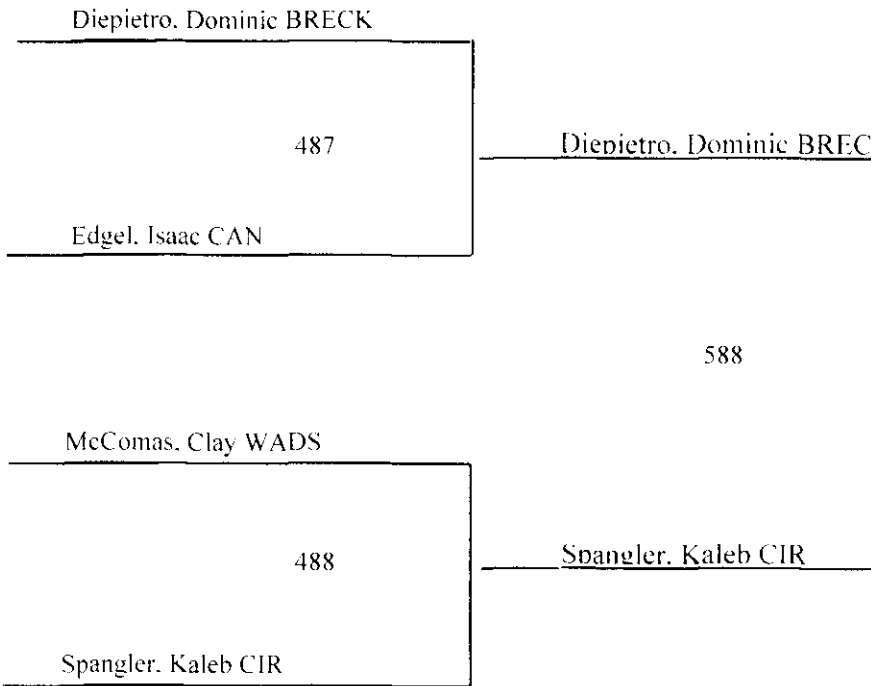 Diepietro. Dominic BRECK
487
Diepietro. Dominic BREC
Edgel. Isaac CAN
588
McComas. Clay WADS
488
Spangler. Kaleb CIR
Spangler. Kaleb CIR